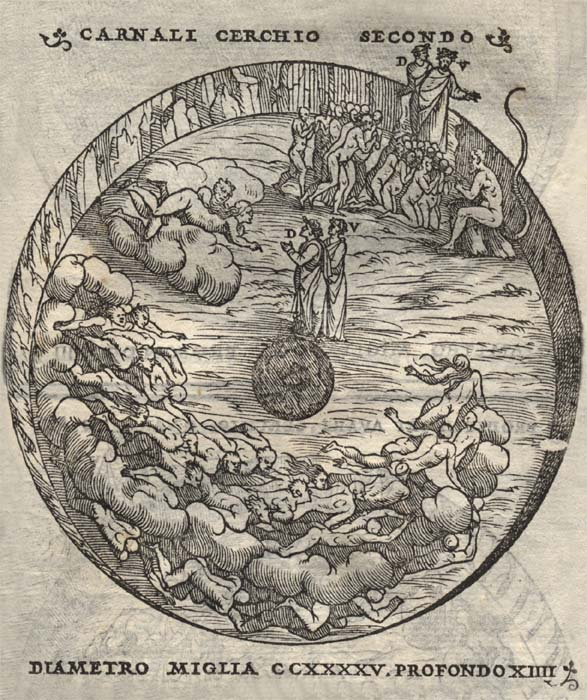 CARNALI CERCHIO SECONDO
D V
D V
DIAMETRO MIGLIA CCXXXXV. PROFONDO XIIII